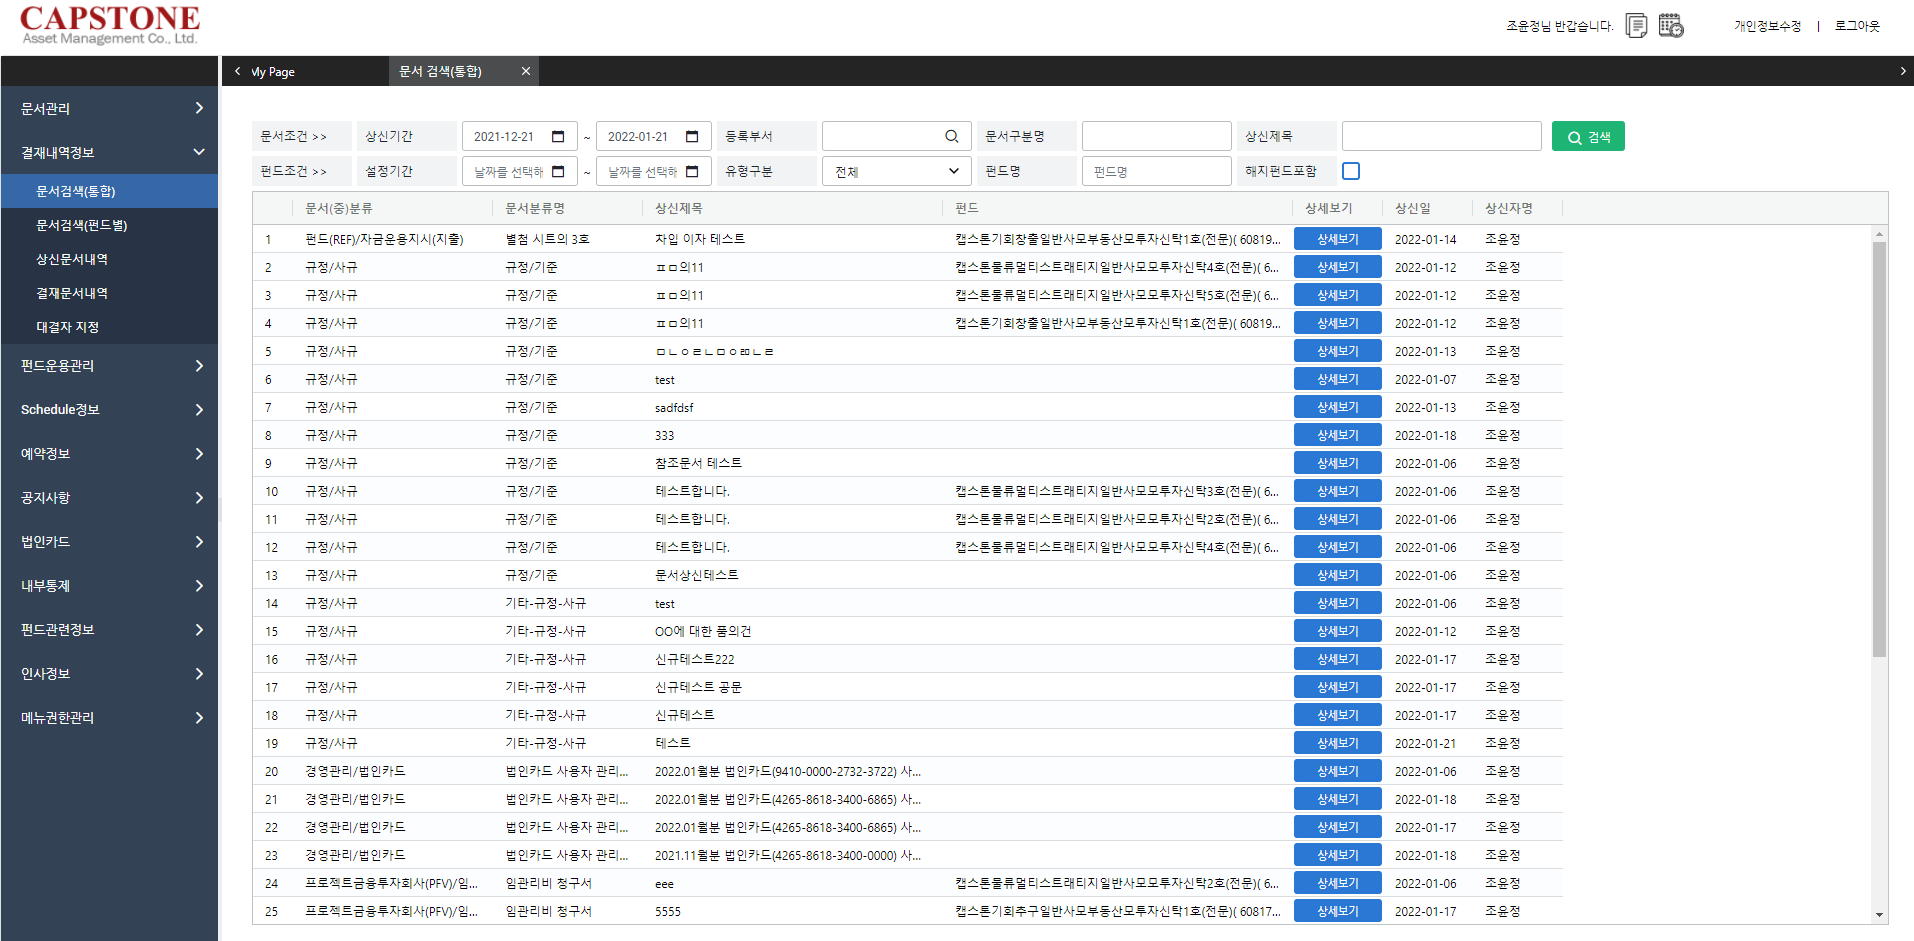 CAPSTONE
Asset Management Co., Ltd.
조윤정님 반갑습니다. 개인정보수정 | 로그아웃
My Page 문서 검색(통합) ×
문서관리
결재내역정보
문서검색(통합)
문서검색(펀드별)
상신문서내역
결재문서내역
대결자 지정
펀드운용관리
Schedule정보
예약정보
공지사항
법인카드
내부통제
펀드관련정보
인사정보
메뉴권한관리
문서조건 >> 상신기간 2021-12-21 ~ 2022-01-21 등록부서 문서구분명 상신제목 검색
펀드조건 >> 설정기간 날짜를 선택하 ~ 날짜를 선택하 유형구분 전체 펀드명 펀드명 해지펀드포함
문서(중)분류 문서분류명 상신제목 펀드 상세보기 상신일 상신자명
1 펀드(REF)/자금운용지시(지출) 별첨 시트의 3호 차입 이자 테스트 캡스톤기회창출일반사모부동산모투자신탁1호(전문)( 60819... 상세보기 2022-01-14 조윤정
2 규정/사규 규정/기준 ㅍㅁ의11 캡스톤물류멀티스트래티지일반사모모투자신탁4호(전문)( 6... 상세보기 2022-01-12 조윤정
3 규정/사규 규정/기준 ㅍㅁ의11 캡스톤물류멀티스트래티지일반사모모투자신탁5호(전문)( 6... 상세보기 2022-01-12 조윤정
4 규정/사규 규정/기준 ㅍㅁ의11 캡스톤기회창출일반사모부동산모투자신탁1호(전문)( 60819... 상세보기 2022-01-12 조윤정
5 규정/사규 규정/기준 상세보기 2022-01-13 조윤정
6 규정/사규 규정/기준 test 상세보기 2022-01-07 조윤정
7 규정/사규 규정/기준 sadfdsf 상세보기 2022-01-13 조윤정
8 규정/사규 규정/기준 333 상세보기 2022-01-18 조윤정
9 규정/사규 규정/기준 참조문서 테스트 상세보기 2022-01-06 조윤정
10 규정/사규 규정/기준 테스트합니다. 캡스톤물류멀티스트래티지일반사모모투자신탁3호(전문)( 6... 상세보기 2022-01-06 조윤정
11 규정/사규 규정/기준 테스트합니다. 캡스톤물류멀티스트래티지일반사모모투자신탁2호(전문)( 6... 상세보기 2022-01-06 조윤정
12 규정/사규 규정/기준 테스트합니다. 캡스톤물류멀티스트래티지일반사모모투자신탁4호(전문)( 6... 상세보기 2022-01-06 조윤정
13 규정/사규 규정/기준 문서상신테스트 상세보기 2022-01-06 조윤정
14 규정/사규 기타-규정-사규 test 상세보기 2022-01-06 조윤정
15 규정/사규 기타-규정-사규 OO에 대한 품의건 상세보기 2022-01-12 조윤정
16 규정/사규 기타-규정-사규 신규테스트222 상세보기 2022-01-17 조윤정
17 규정/사규 기타-규정-사규 신규테스트 공문 상세보기 2022-01-17 조윤정
18 규정/사규 기타-규정-사규 신규테스트 상세보기 2022-01-17 조윤정
19 규정/사규 기타-규정-사규 테스트 상세보기 2022-01-21 조윤정
20 경영관리/법인카드 법인카드 사용자 관리... 2022.01월분 법인카드(9410-0000-2732-3722) 사... 상세보기 2022-01-06 조윤정
21 경영관리/법인카드 법인카드 사용자 관리... 2022.01월분 법인카드(4265-8618-3400-6865) 사... 상세보기 2022-01-18 조윤정
22 경영관리/법인카드 법인카드 사용자 관리... 2022.01월분 법인카드(4265-8618-3400-6865) 사... 상세보기 2022-01-17 조윤정
23 경영관리/법인카드 법인카드 사용자 관리... 2021.11월분 법인카드(4265-8618-3400-0000) 사... 상세보기 2022-01-18 조윤정
24 프로젝트금융투자회사(PFV)/임... 임관리비 청구서 eee 캡스톤물류멀티스트래티지일반사모모투자신탁2호(전문)( 6... 상세보기 2022-01-06 조윤정
25 프로젝트금융투자회사(PFV)/임... 임관리비 청구서 5555 캡스톤기회추구일반사모부동산모투자신탁1호(전문)( 60817... 상세보기 2022-01-17 조윤정